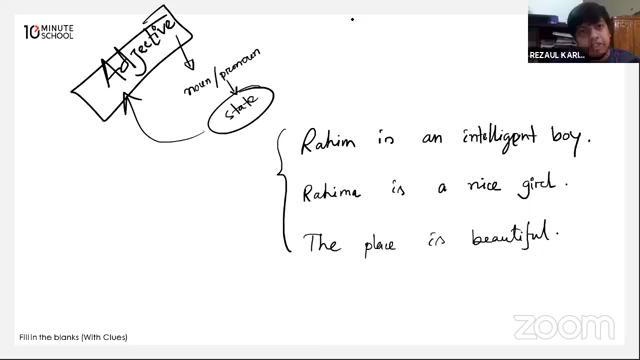 10 MINUTE
SCHOOL
Adjective
noun/pronoun
state
Rahim is an intelligent boy.
Rahima is a nice girl.
The place is beautiful.
REZAUL KARI...
Fill in the blanks (With Clues)
zoom